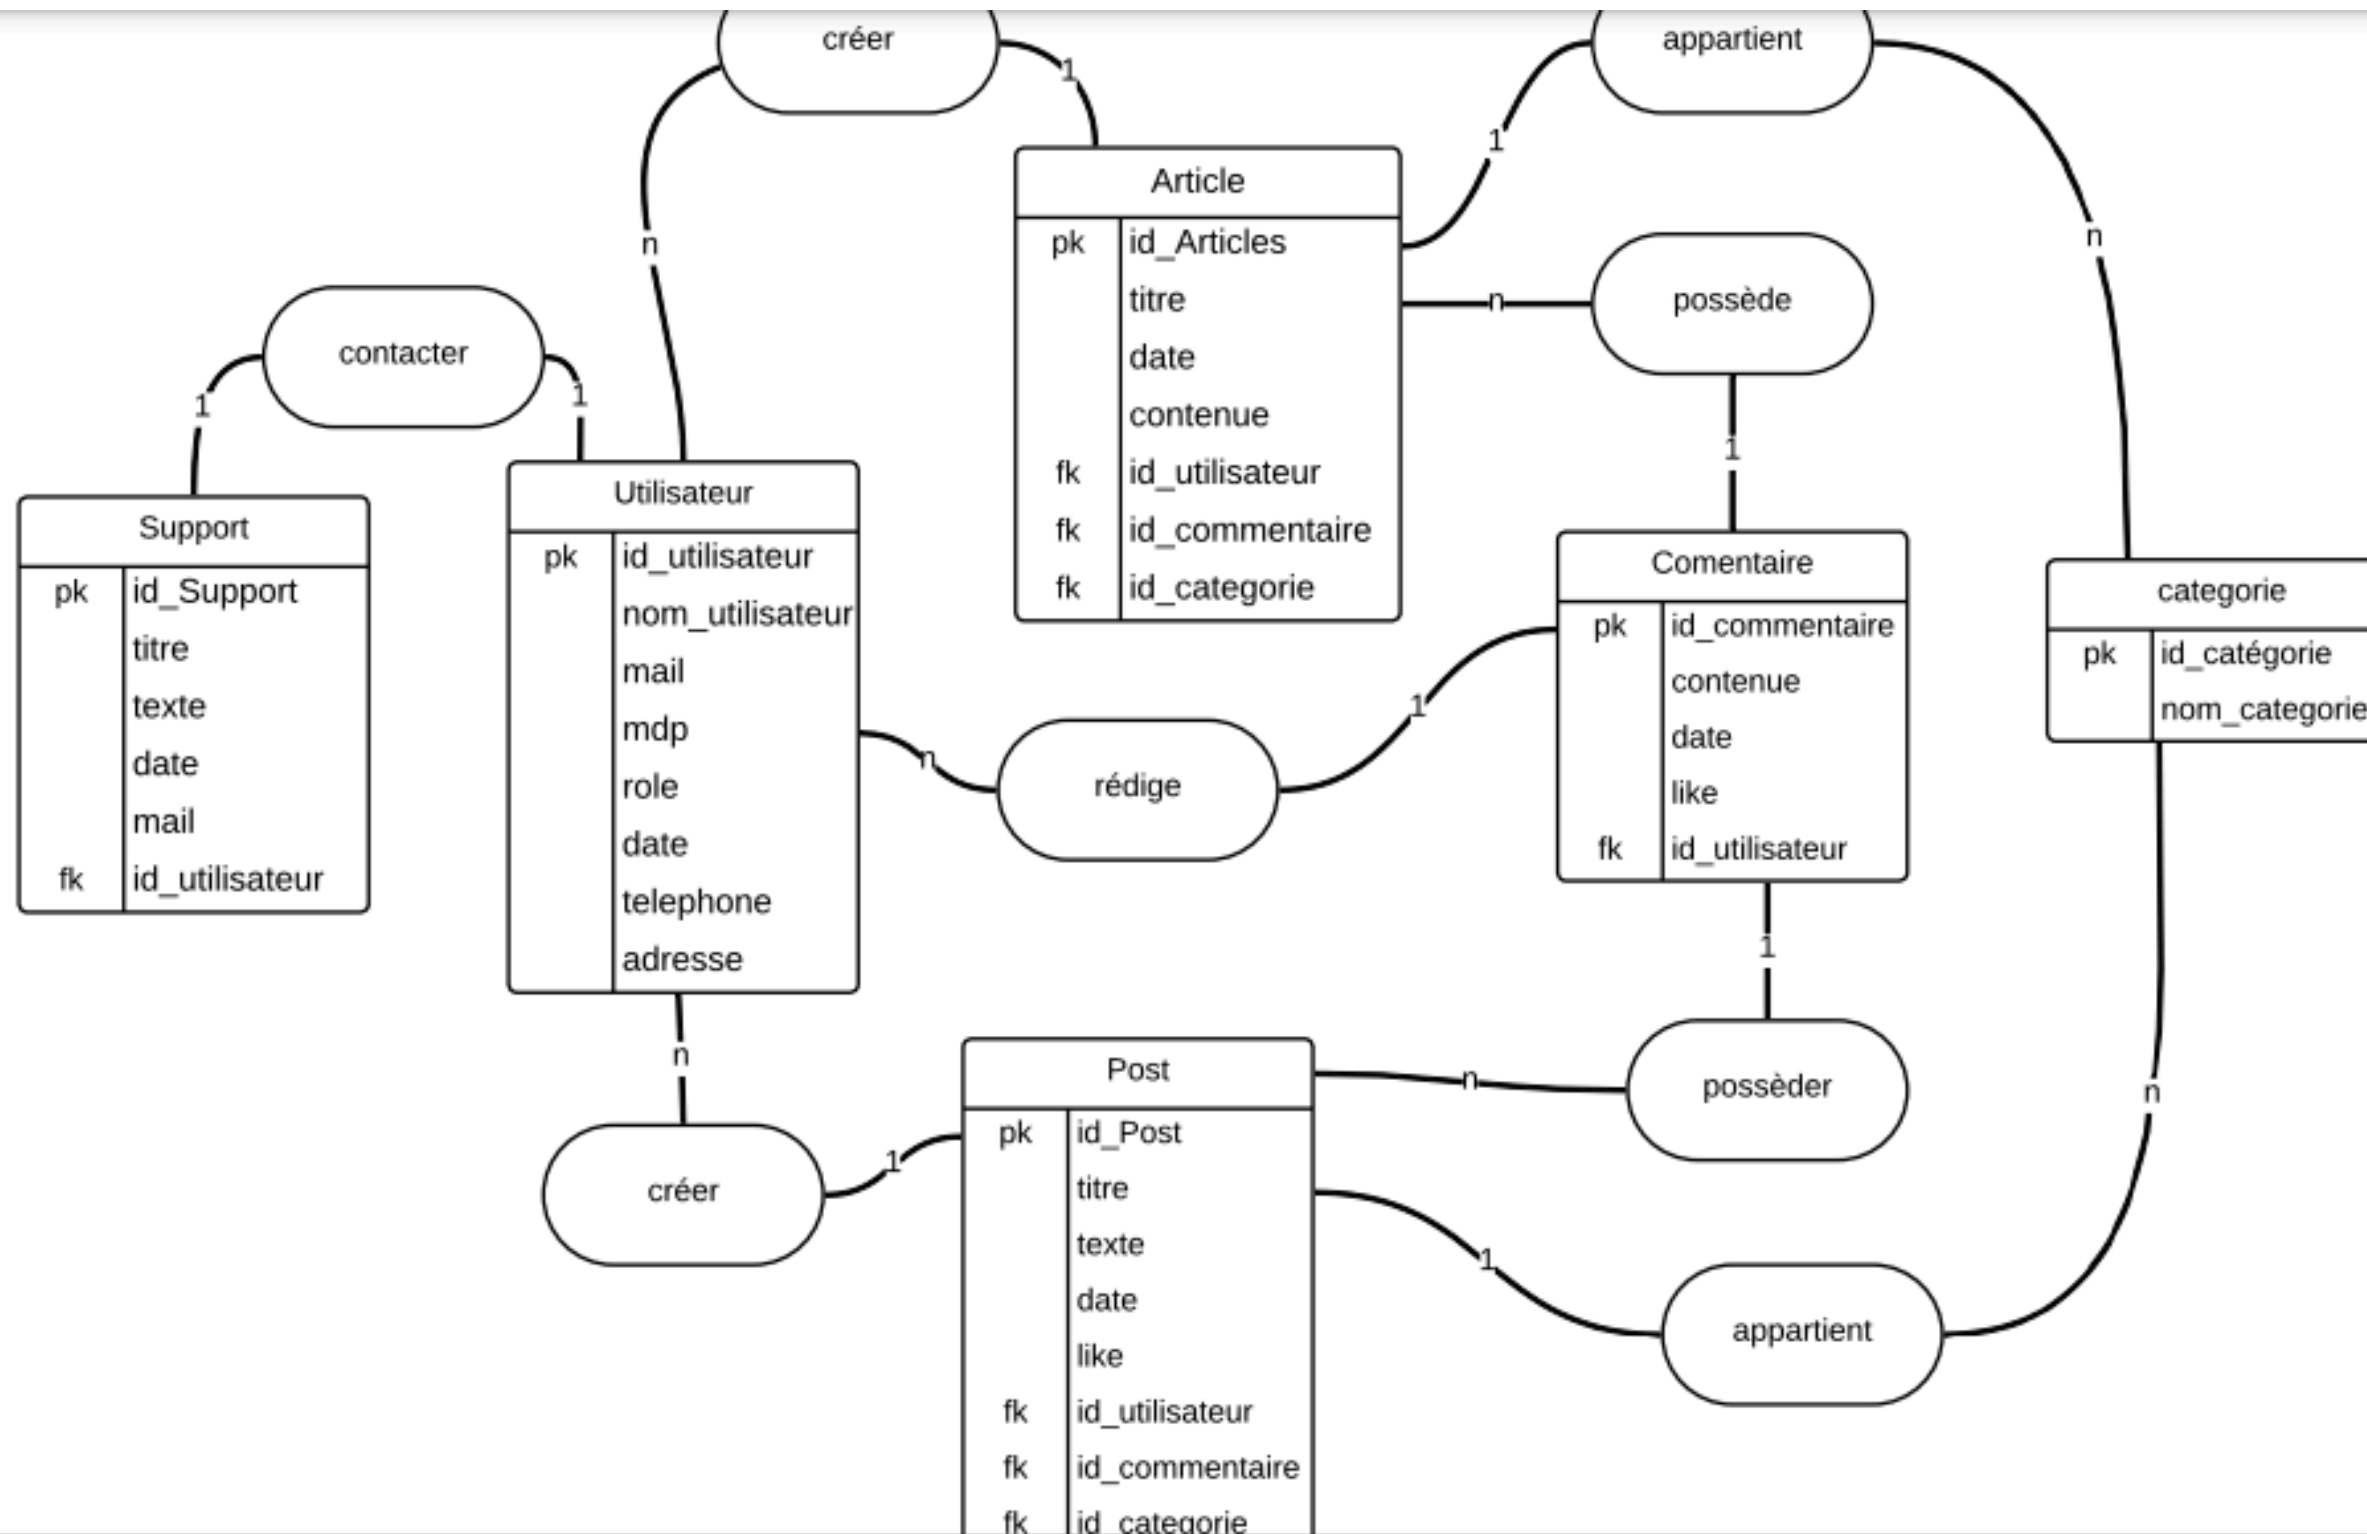 créer
1
appartient
1
n
n
Article
pk id_Articles
titre
date
contenue
fk id_utilisateur
fk id_commentaire
fk id_categorie
n
possède
1
contacter
1
1
Support
pk id_Support
titre
texte
date
mail
fk id_utilisateur
Utilisateur
pk id_utilisateur
nom_utilisateur
mail
mdp
role
date
telephone
adresse
n
rédige
1
Comentaire
pk id_commentaire
contenue
date
like
fk id_utilisateur
categorie
pk id_catégorie
nom_categorie
1
n
créer
1
Post
pk id_Post
titre
texte
date
like
fk id_utilisateur
fk id_commentaire
fk id_categorie
n
possèder
n
1
appartient